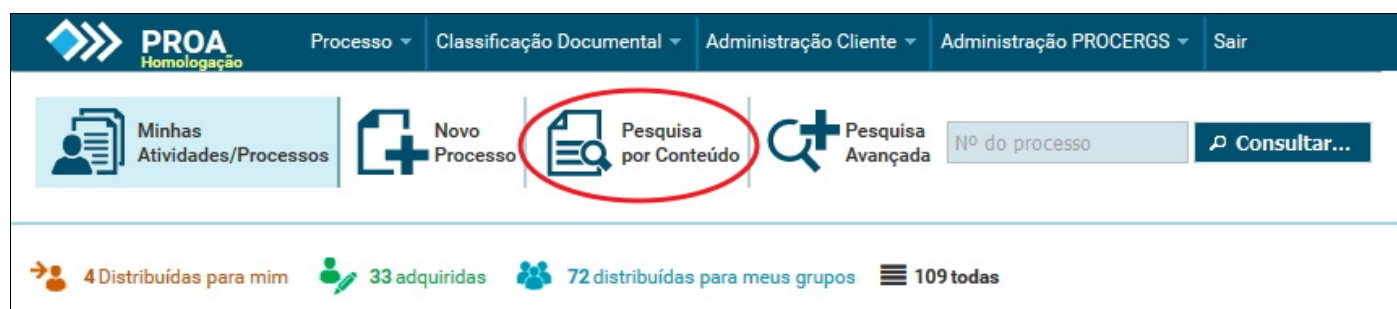 PROA
Homologação
Processo
Classificação Documental
Administração Cliente
Administração PROCERGS
Sair
Minhas
Atividades/Processos
Novo
Processo
Pesquisa
por Conteúdo
Pesquisa
Avançada
Nº do processo
Consultar...
4 Distribuídas para mim
33 adquiridas
72 distribuídas para meus grupos
109 todas